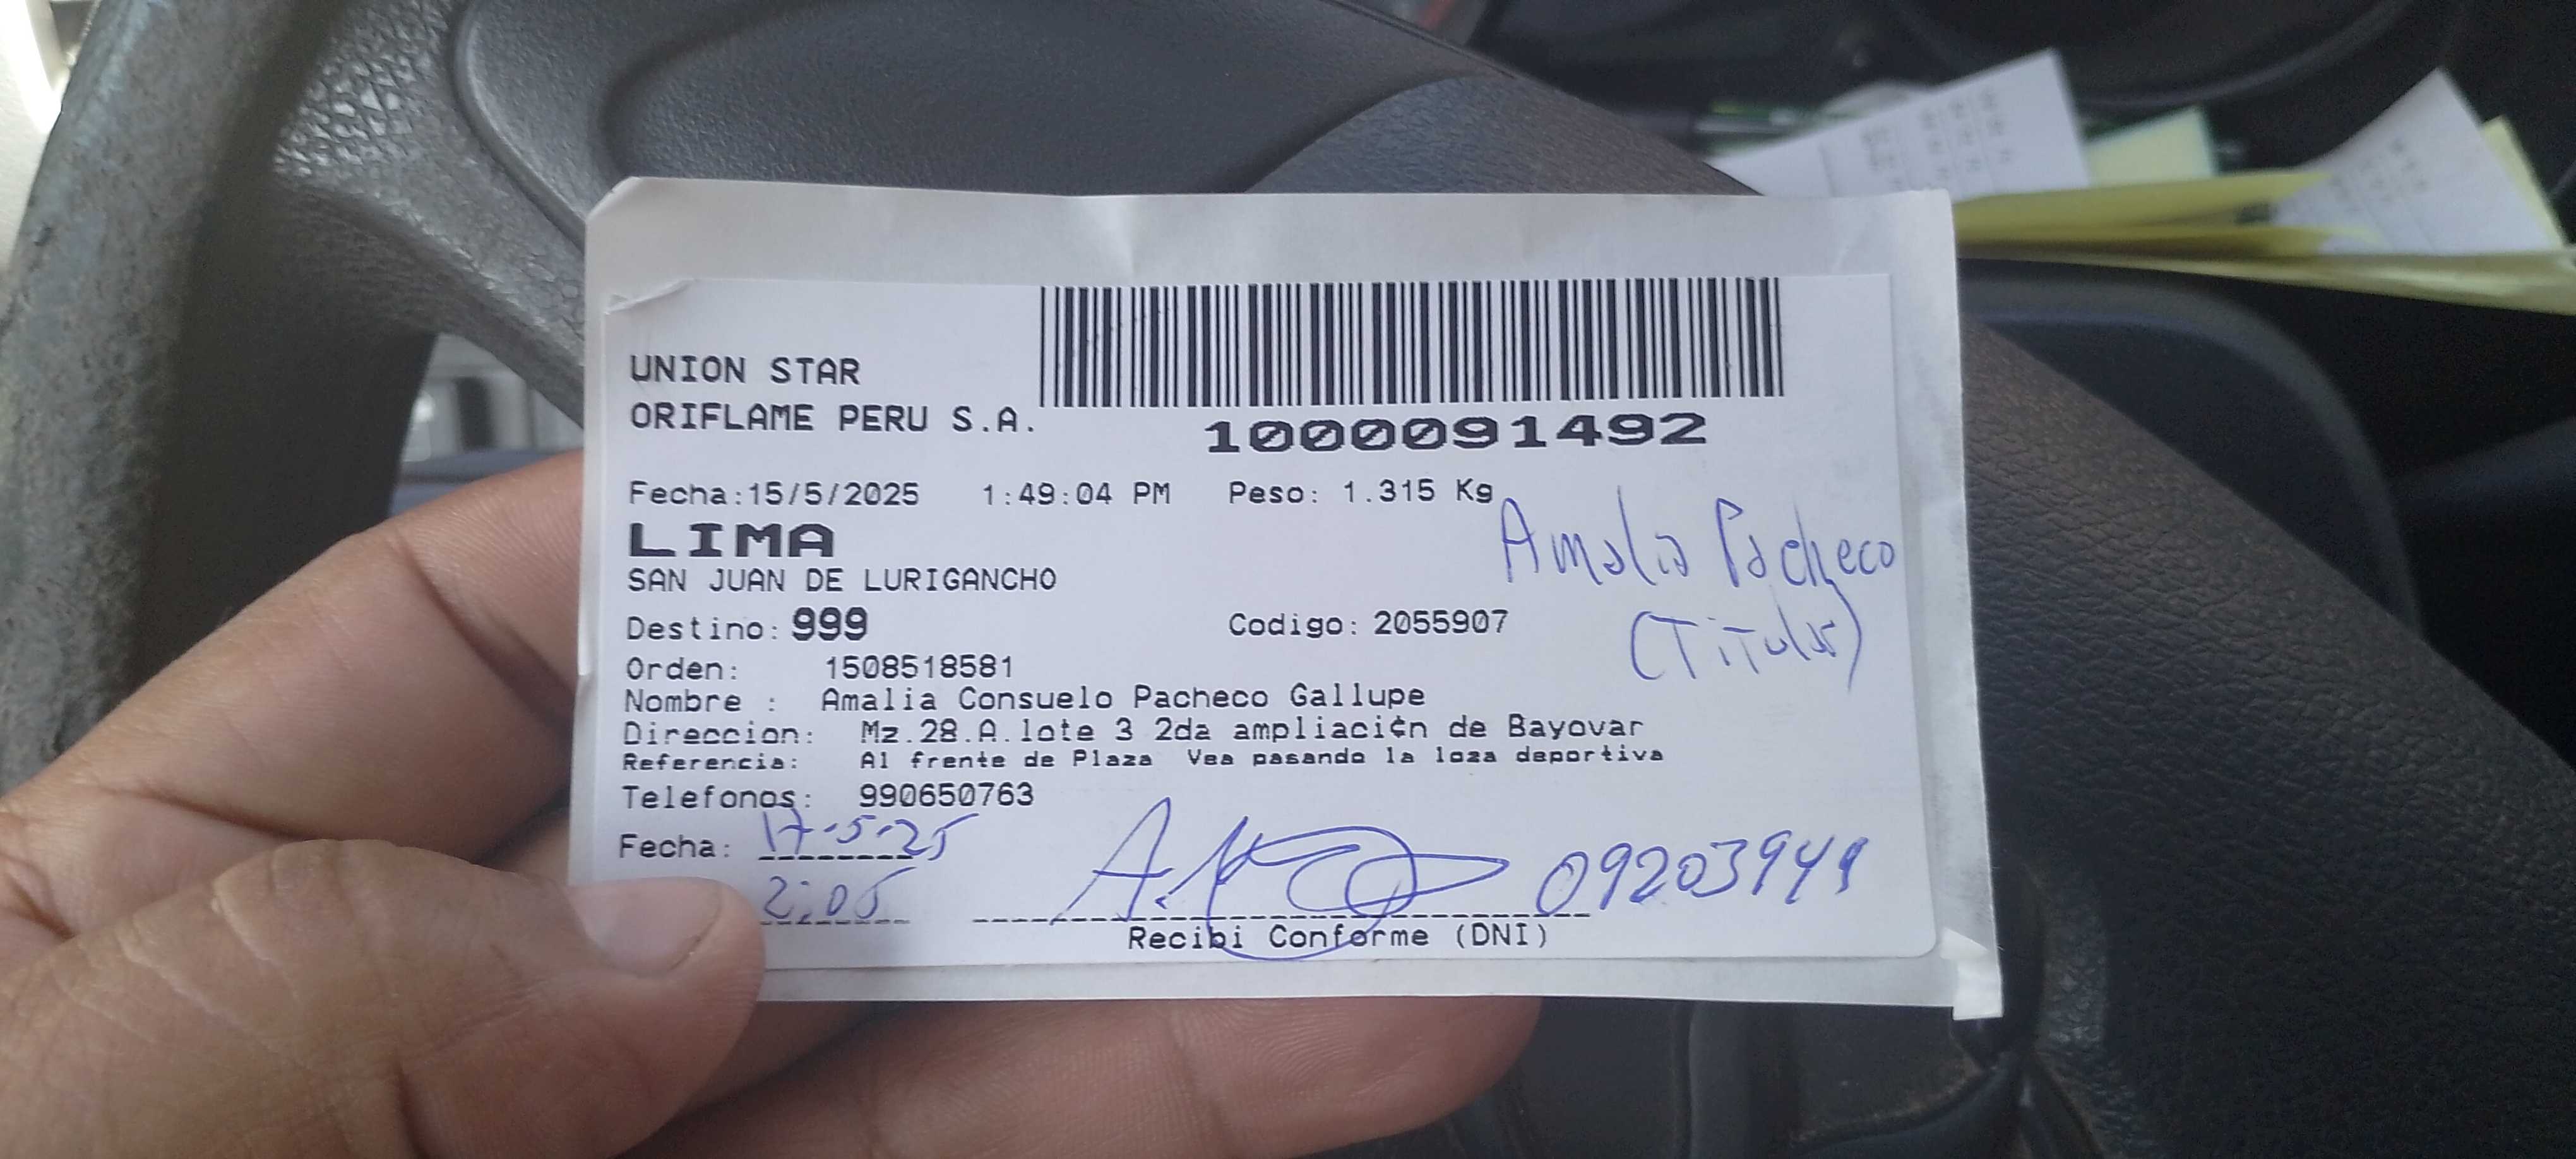 UNION STAR
ORIFLAME PERU S.A.
1000091492
Fecha:15/5/2025 1:49:04 PM Peso: 1.315 Kg
LIMA
SAN JUAN DE LURIGANCHO
Amalia Pacheco
(Titular)
Destino: 999 Codigo: 2055907
Orden: 1508518581
Nombre : Amalia Consuelo Pacheco Gallupe
Direccion: Mz.28.A.lote 3 2da ampliaci¢n de Bayovar
Referencia: Al frente de Plaza Vea pasando la loza deportiva
Telefonos: 990650763
Fecha: 17-5-25
2:05
Recibi Conforme (DNI)